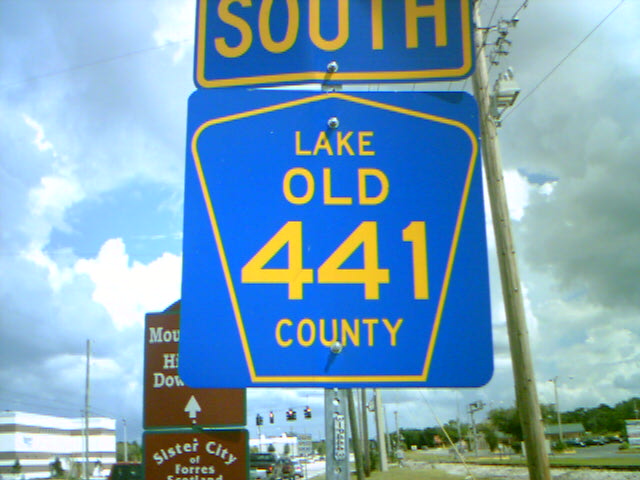 SOUTH
LAKE
OLD
441
COUNTY
Sister City
of
Forres
Scotland